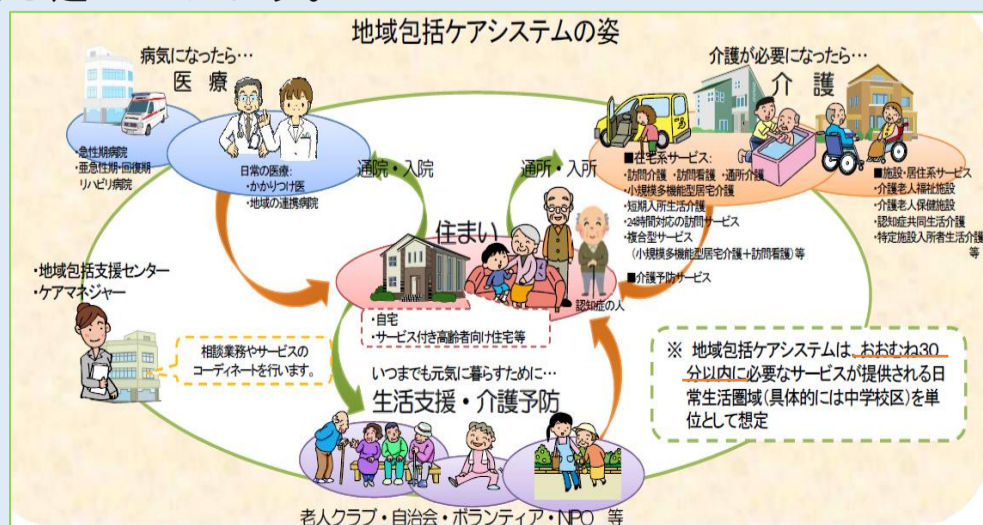 地域包括ケアシステムの姿
病気になったら…
医 療
・急性期病院
・亜急性期・回復期
リハビリ病院
日常の医療:
・かかりつけ医
・地域の連携病院
通院・入院
通所・入所
介護が必要になったら…
介 護
■在宅系サービス:
・訪問介護 ・訪問看護 ・通所介護
・小規模多機能型居宅介護
・短期入所生活介護
・24時間対応の訪問サービス
・複合型サービス
(小規模多機能型居宅介護+訪問看護)等
■介護予防サービス
■施設・居住系サービス
・介護老人福祉施設
・介護老人保健施設
・認知症共同生活介護
・特定施設入所者生活介護
等
住まい
認知症の人
・自宅
・サービス付き高齢者向け住宅等
・地域包括支援センター
・ケアマネジャー
相談業務やサービスの
コーディネートを行います。
いつまでも元気に暮らすために…
生活支援・介護予防
老人クラブ・自治会・ボランティア・NPO 等
※ 地域包括ケアシステムは、おおむね30
分以内に必要なサービスが提供される日
常生活圏域(具体的には中学校区)を単
位として想定